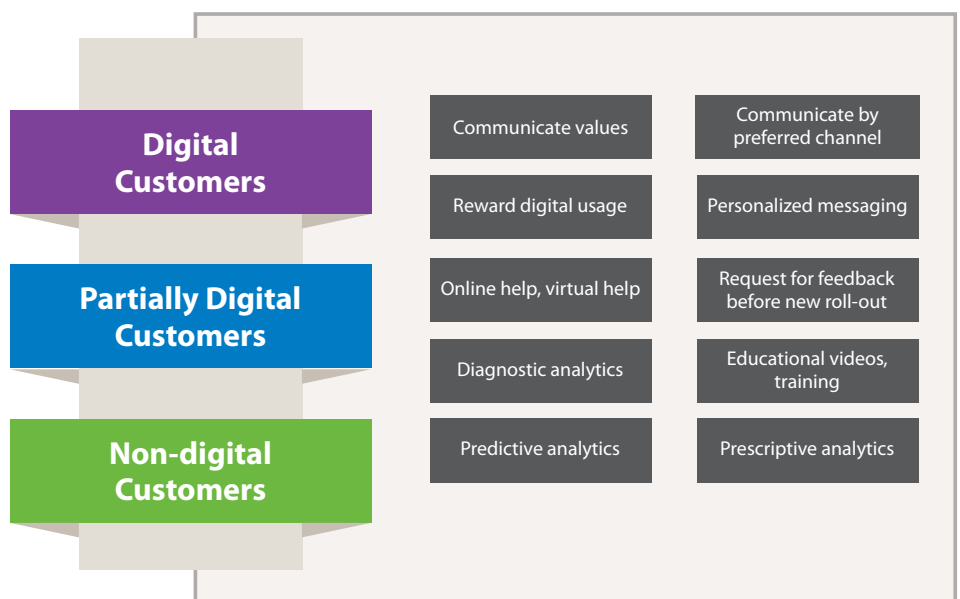 Digital
Customers
Partially Digital
Customers
Non-digital
Customers
Communicate values
Communicate by
preferred channel
Reward digital usage
Personalized messaging
Online help, virtual help
Request for feedback
before new roll-out
Diagnostic analytics
Educational videos,
training
Predictive analytics
Prescriptive analytics